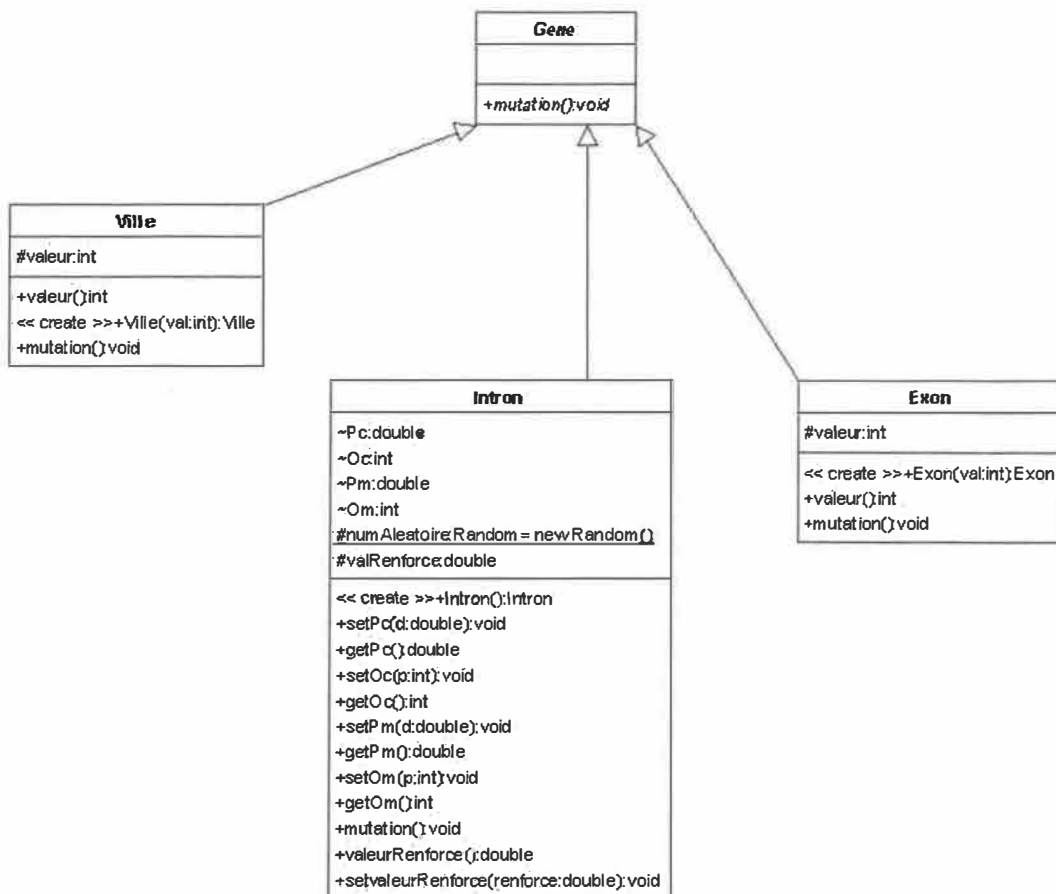 Gene
+mutation():void
Ville
#valeur:int
+valeur():int
<< create >>+Ville(val:int):Ville
+mutation():void
Intron
~Pc:double
~Oc:int
~Pm:double
~Om:int
#numAleatoire:Random = new Random()
#valRenforce:double
<< create >>+Intron():Intron
+setPc(d:double):void
+getPc():double
+setOc(p:int):void
+getOc():int
+setPm(d:double):void
+getPm():double
+setOm(p:int):void
+getOm():int
+mutation():void
+valeurRenforce():double
+setvaleurRenforce(renforce:double):void
Exon
#valeur:int
<< create >>+Exon(val:int):Exon
+valeur():int
+mutation():void